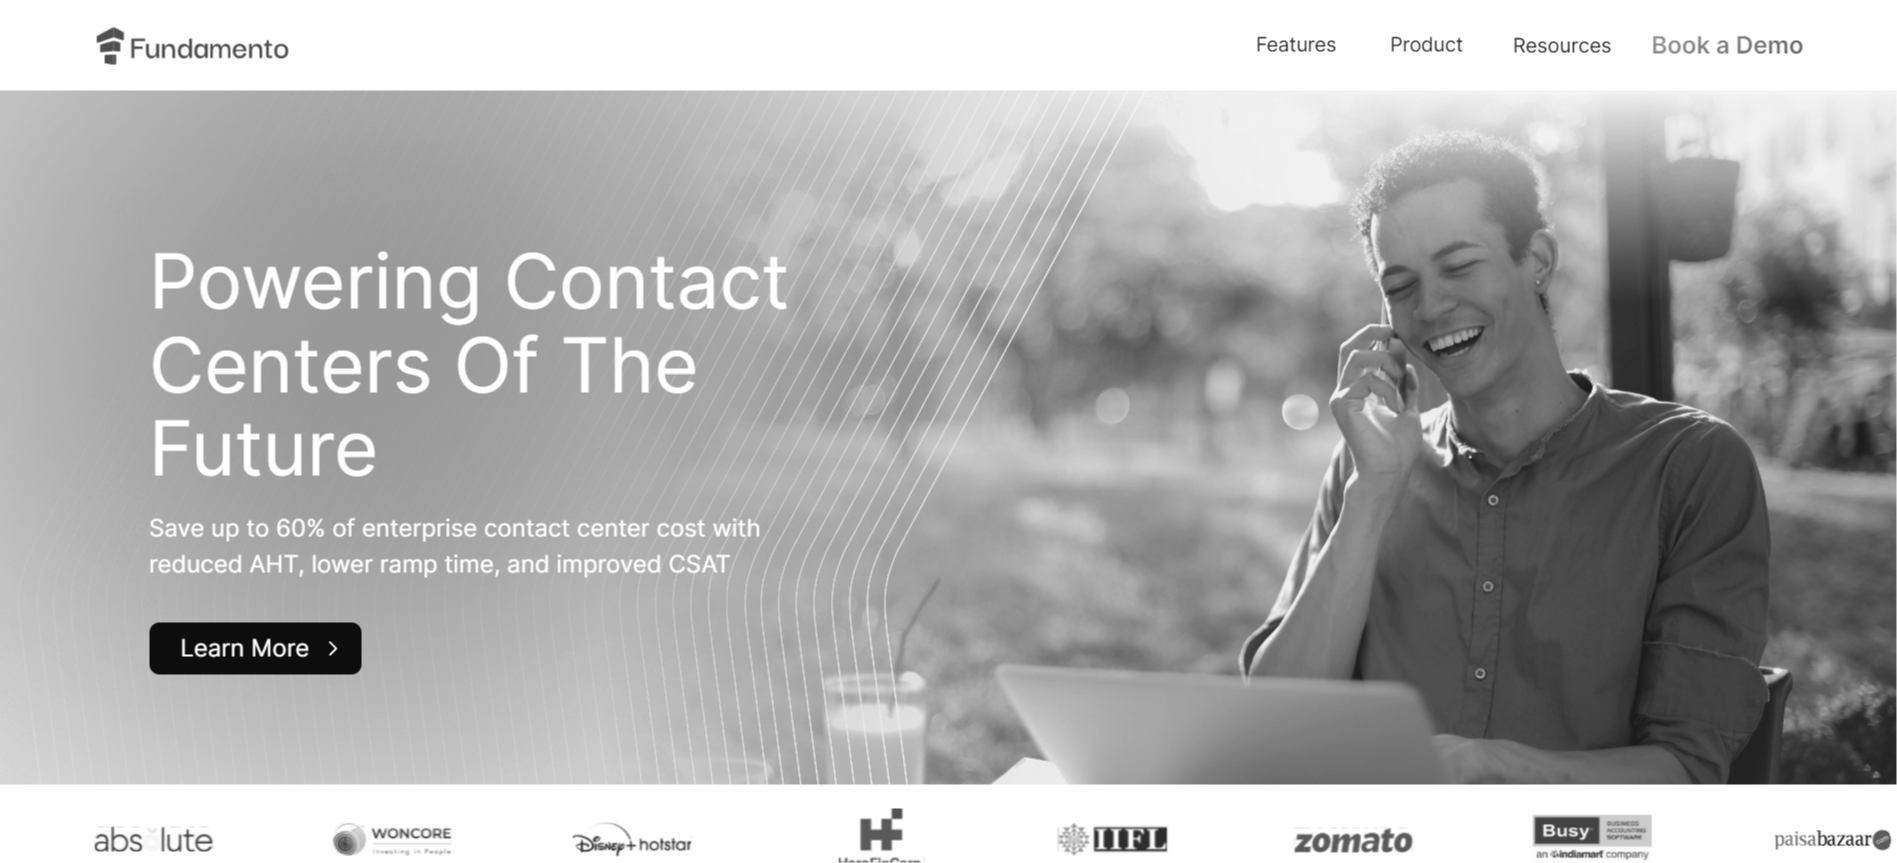 Fundamento
Features
Product
Resources
Book a Demo
Powering Contact
Centers Of The
Future
Save up to 60% of enterprise contact center cost with
reduced AHT, lower ramp time, and improved CSAT
Learn More
abs lute
WONCORE
Investing in People
Disney+ hotstar
HeroFinCorp
IIFL
zomato
Busy
BUSINESS
ACCOUNTING
SOFTWARE
an indiamart company
paisabazaar